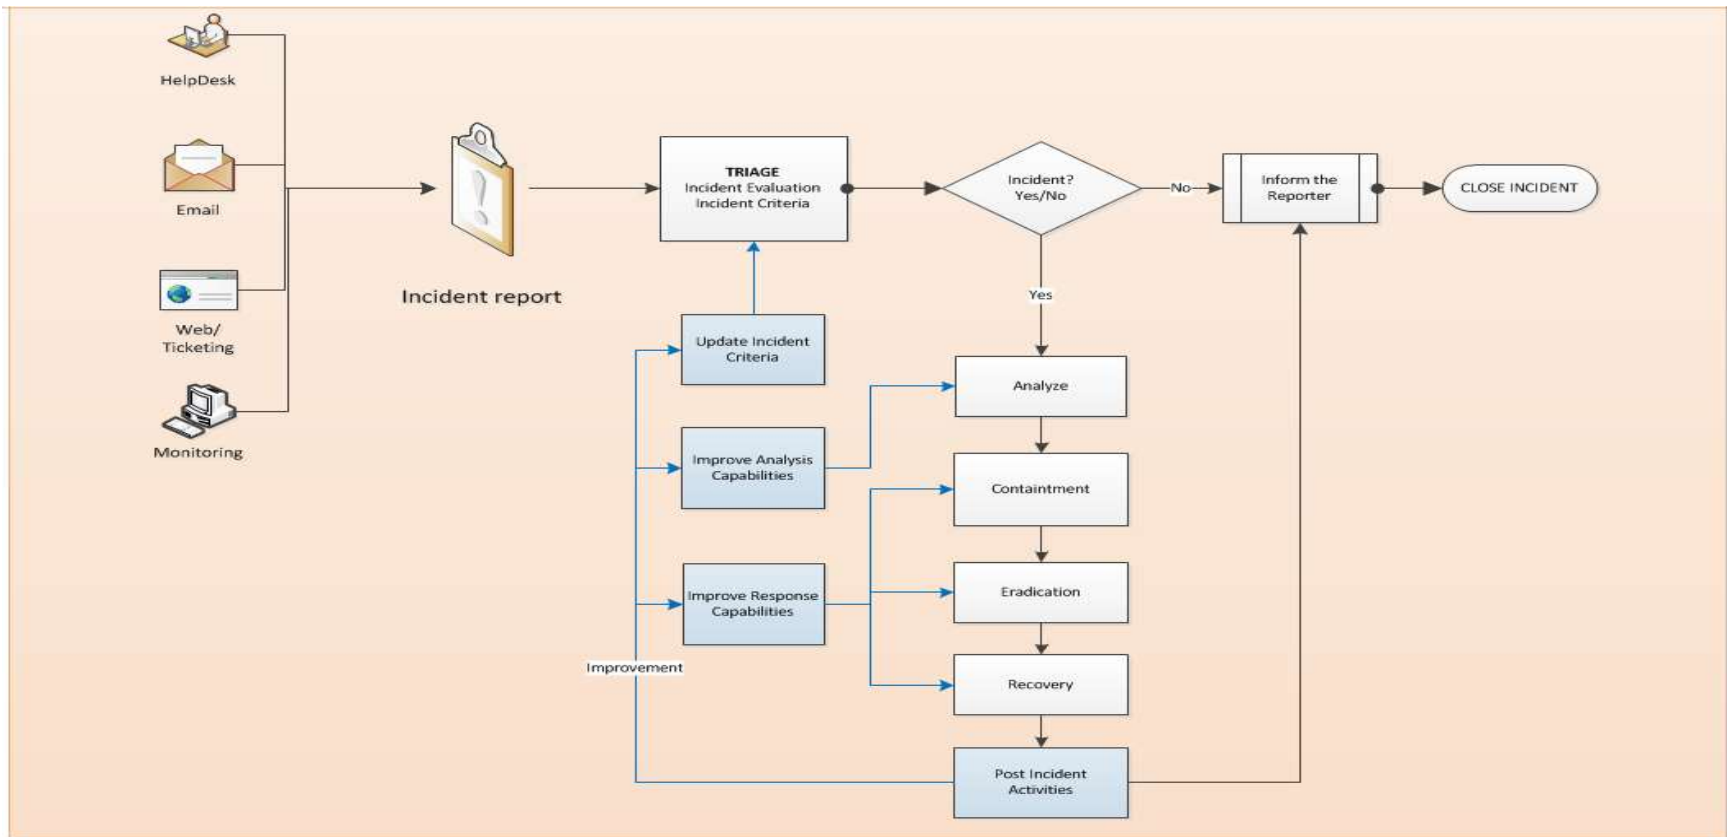 HelpDesk
Email
Web/
Ticketing
Monitoring
Incident report
TRIAGE
Incident Evaluation
Incident Criteria
Incident?
Yes/No
No
Inform the
Reporter
CLOSE INCIDENT
Yes
Update Incident
Criteria
Analyze
Improve Analysis
Capabilities
Containtment
Improve Response
Capabilities
Eradication
Improvement
Recovery
Post Incident
Activities